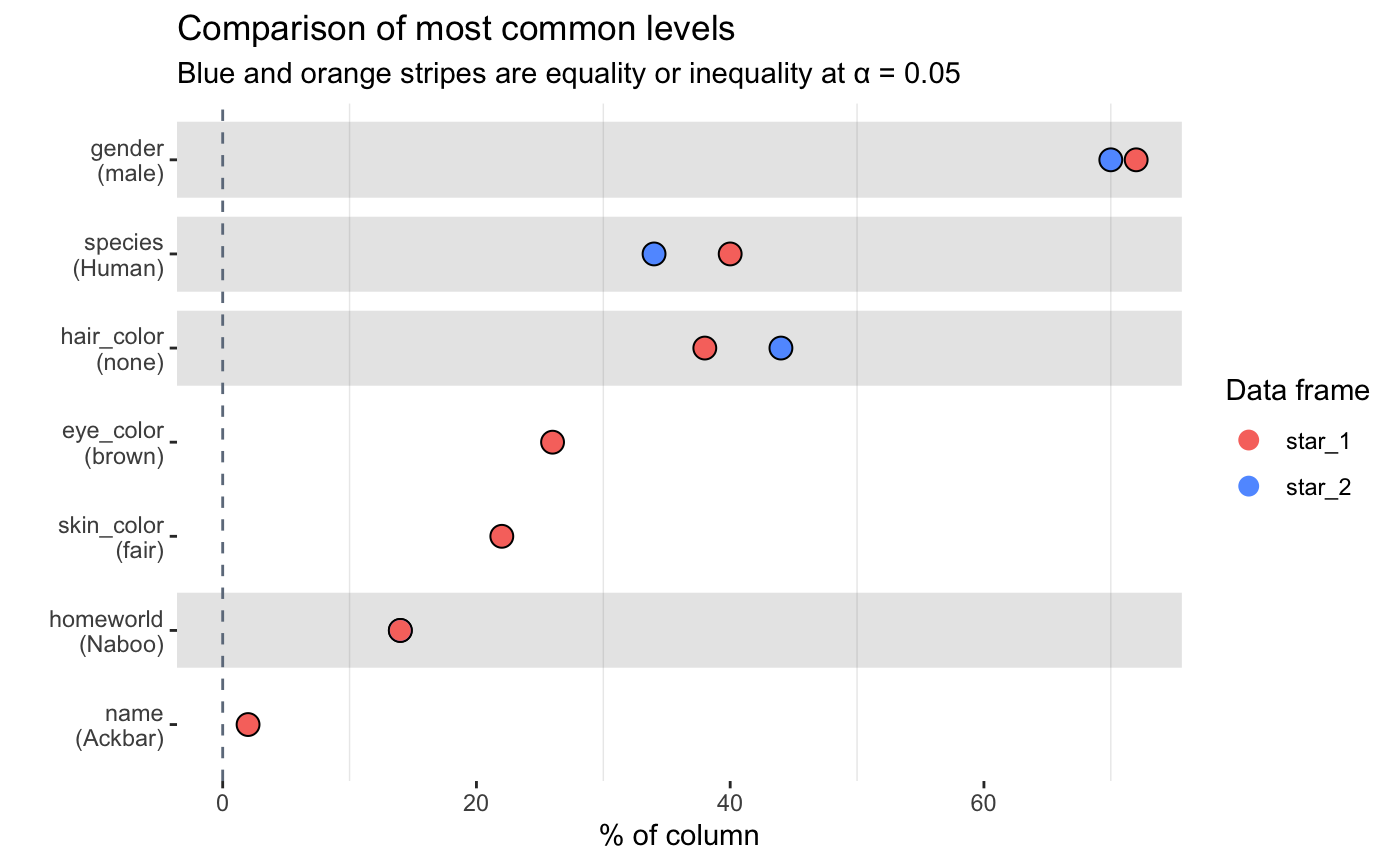 Comparison of most common levels
Blue and orange stripes are equality or inequality at α = 0.05
gender
(male)
species
(Human)
hair_color
(none)
eye_color
(brown)
skin_color
(fair)
homeworld
(Naboo)
name
(Ackbar)
0 20 40 60
% of column
Data frame
star_1
star_2